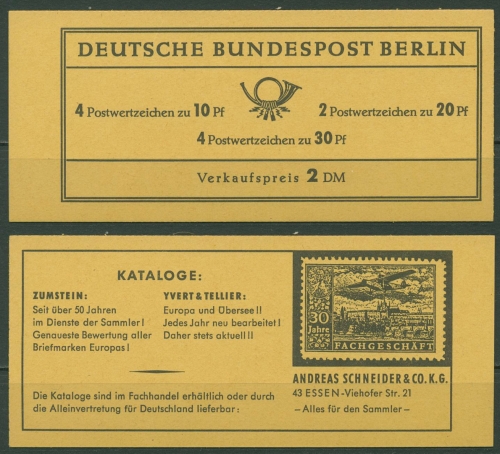 DEUTSCHE BUNDESPOST BERLIN
4 Postwertzeichen zu 10 Pf
2 Postwertzeichen zu 20 Pf
4 Postwertzeichen zu 30 Pf
Verkaufspreis 2 DM
KATALOGE:
ZUMSTEIN:
Seit über 50 Jahren
im Dienste der Sammler!
Genaueste Bewertung aller
Briefmarken Europas!
YVERT & TELLIER:
Europa und Übersee!!
Jedes Jahr neu bearbeitet!
Daher stets aktuell!!
Die Kataloge sind im Fachhandel erhältlich oder durch
die Alleinvertretung für Deutschland lieferbar:
30
Jahre
FACHGESCHÄFT
ANDREAS SCHNEIDER & CO. K.G.
43 ESSEN - Viehofer Str. 21
– Alles für den Sammler –